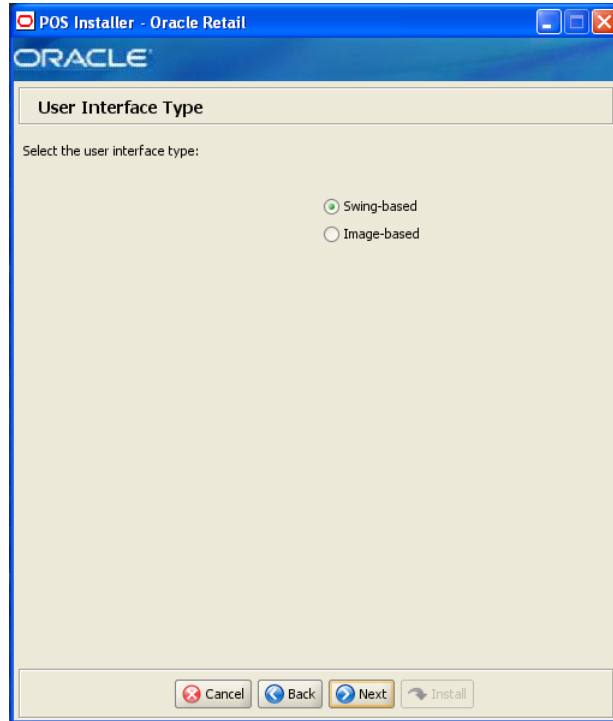 POS Installer - Oracle Retail
ORACLE
User Interface Type
Select the user interface type:
Swing-based
Image-based
Cancel Back Next Install